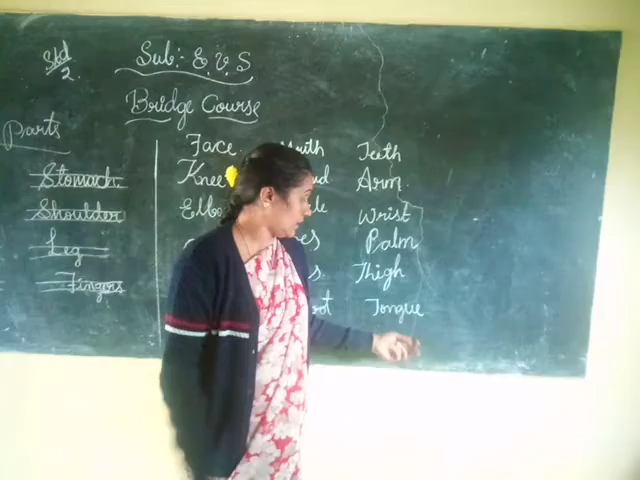 Std 2
Sub:- E.V.S
Bridge Course
Parts
Face Teeth
Stomach. Knee Arm.
Shoulder Wrist
Leg Palm
Fingers Thigh
Tongue